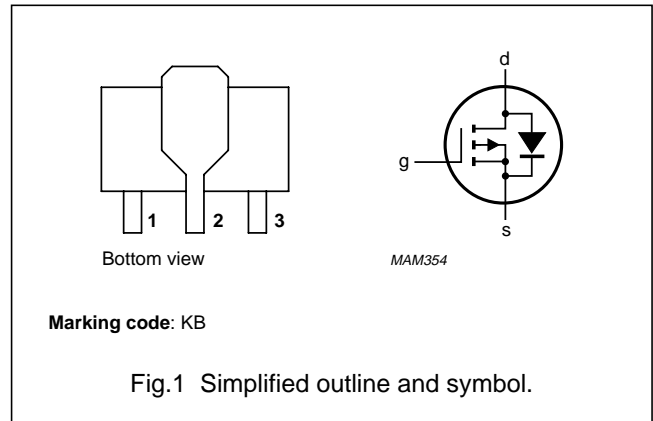 d
g
s
1 2 3
Bottom view
MAM354
Marking code: KB
Fig.1 Simplified outline and symbol.